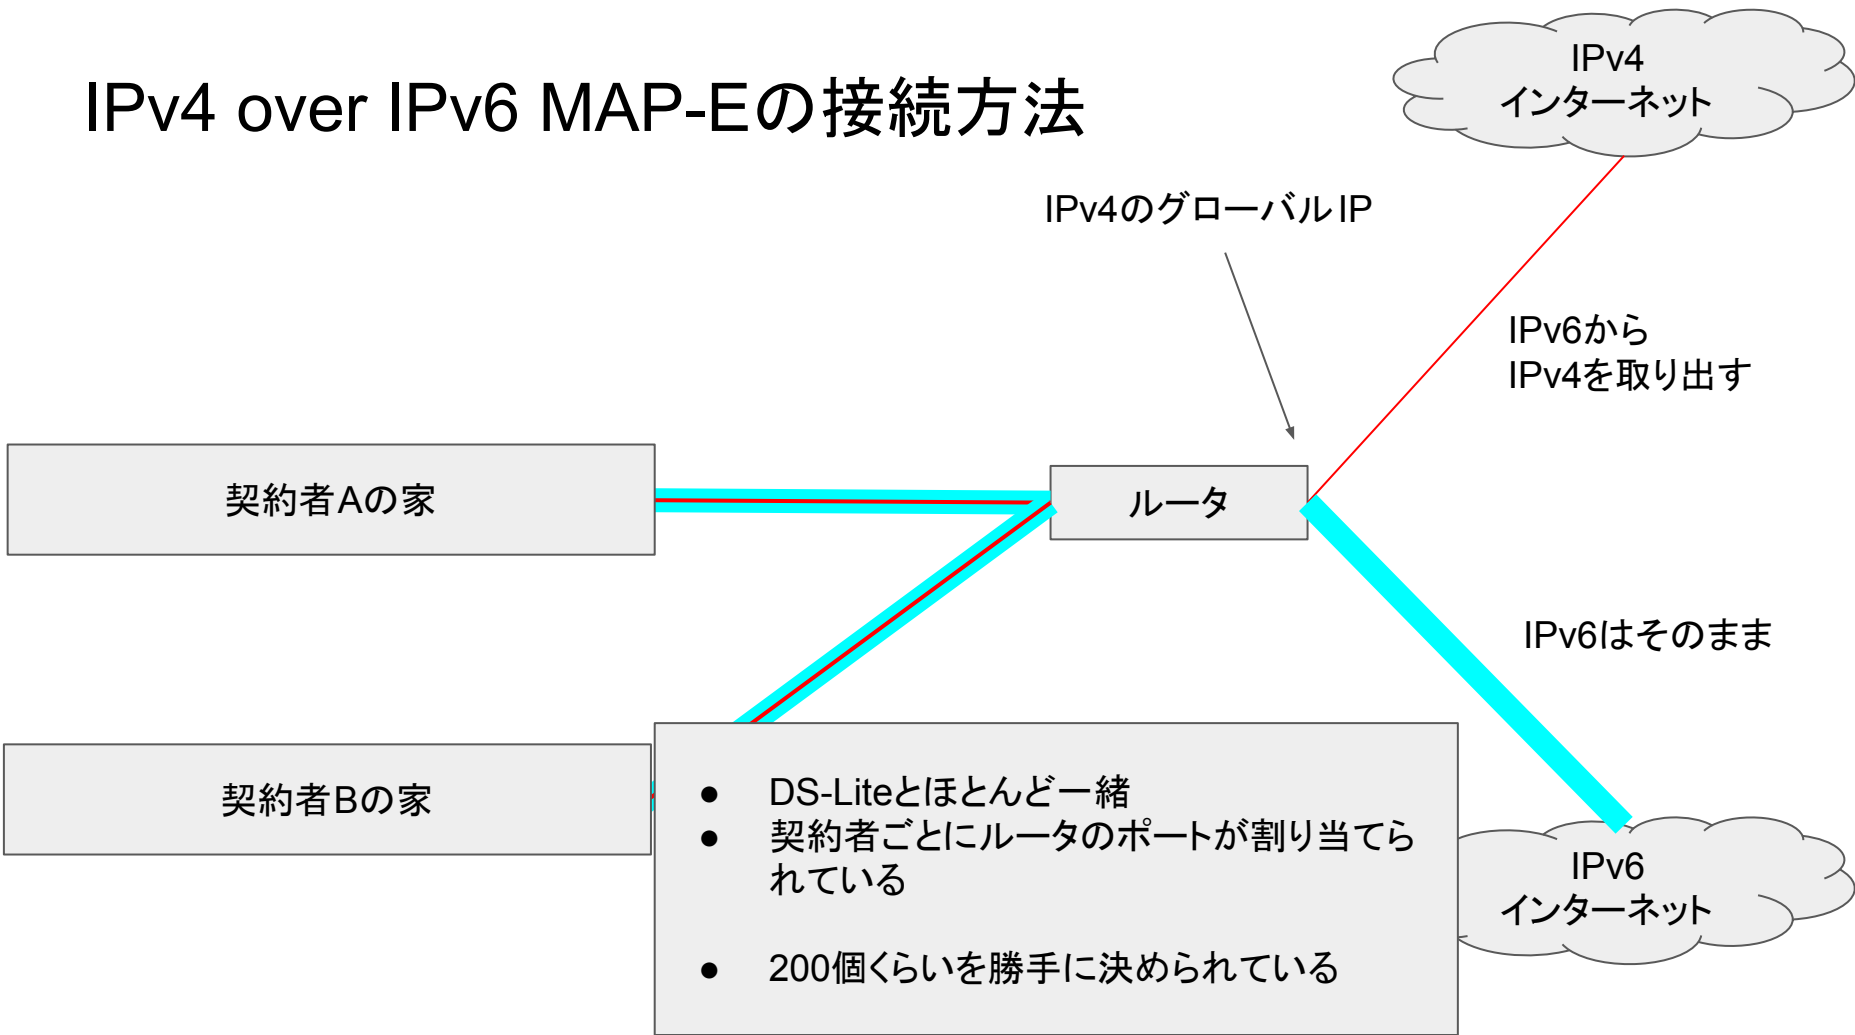 IPv4 over IPv6 MAP-Eの接続方法
IPv4
インターネット
IPv4のグローバルIP
IPv6から
IPv4を取り出す
契約者Aの家
ルータ
IPv6はそのまま
契約者Bの家
● DS-Liteとほとんど一緒
● 契約者ごとにルータのポートが割り当てら
れている
● 200個くらいを勝手に決められている
IPv6
インターネット